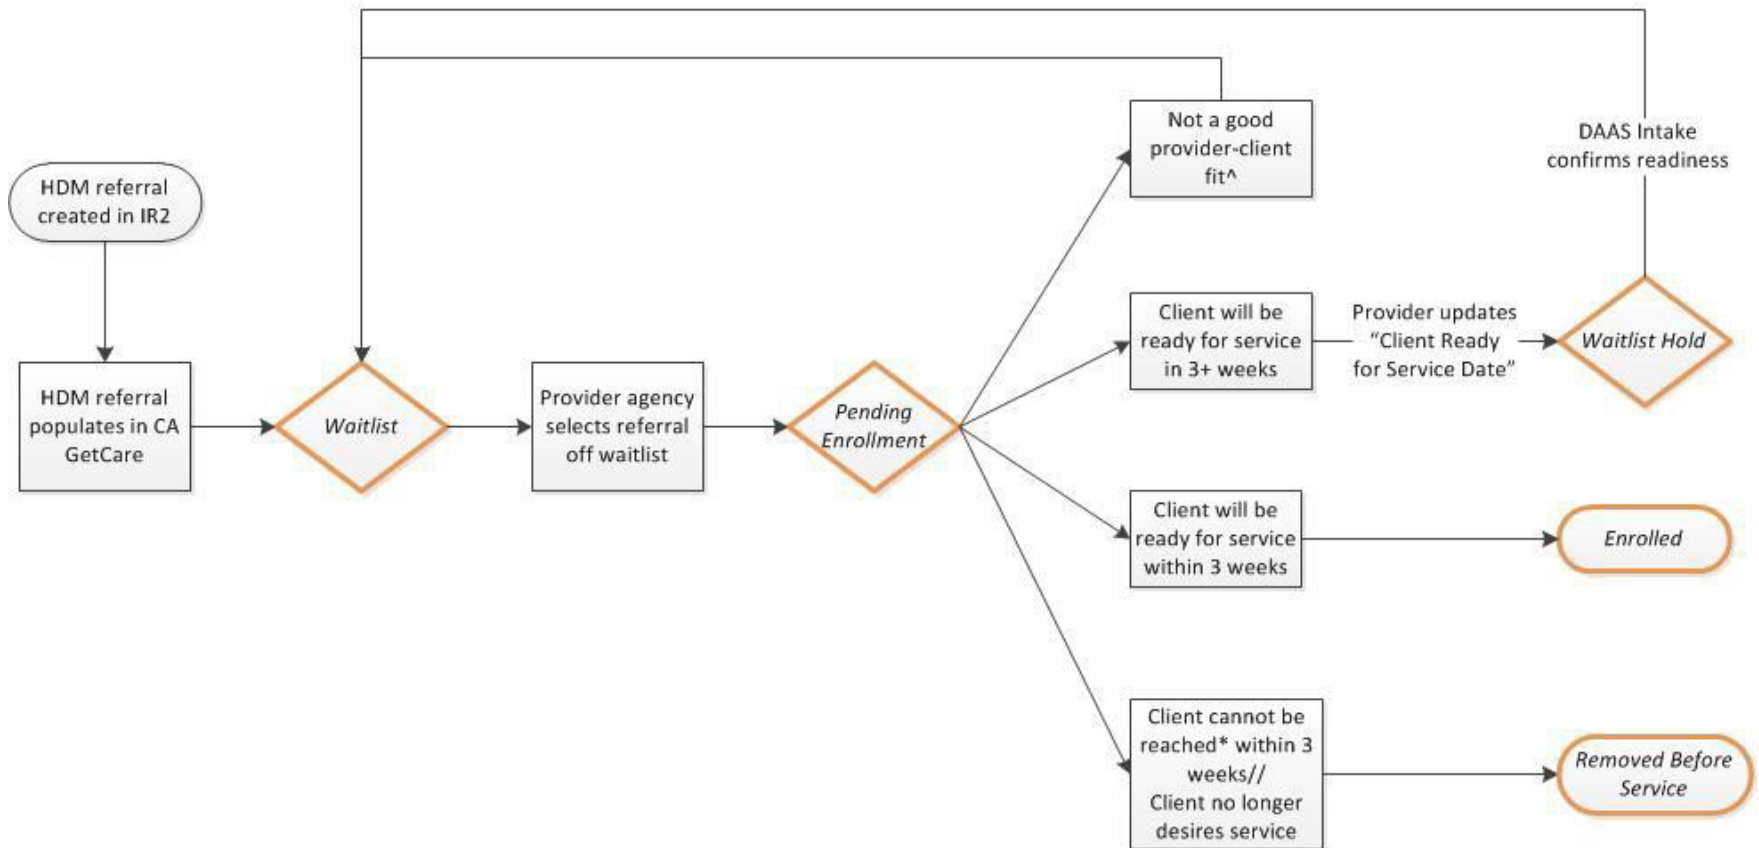 HDM referral
created in IR2
HDM referral
populates in CA
GetCare
Waitlist
Provider agency
selects referral
off waitlist
Pending
Enrollment
Not a good
provider-client
fit^
Client will be
ready for service
in 3+ weeks
Provider updates
“Client Ready
for Service Date”
Waitlist Hold
DAAS Intake
confirms readiness
Client will be
ready for service
within 3 weeks
Enrolled
Client cannot be
reached* within 3
weeks//
Client no longer
desires service
Removed Before
Service